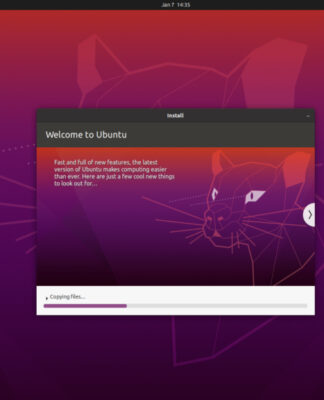 Jan 7 14:35
Install
Welcome to Ubuntu
Fast and full of new features, the latest
version of Ubuntu makes computing easier
than ever. Here are just a few cool new things
to look out for...
Copying files...